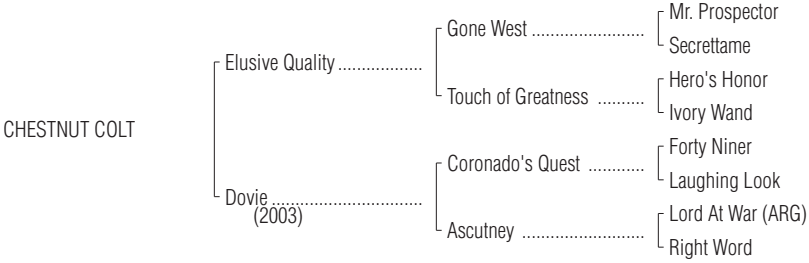 Mr. Prospector
Gone West ........................
Secrettame
Elusive Quality .................
Hero's Honor
Touch of Greatness ..........
Ivory Wand
CHESTNUT COLT
Forty Niner
Coronado's Quest ............
Laughing Look
Dovie ..............................
(2003)
Lord At War (ARG)
Ascutney ..........................
Right Word